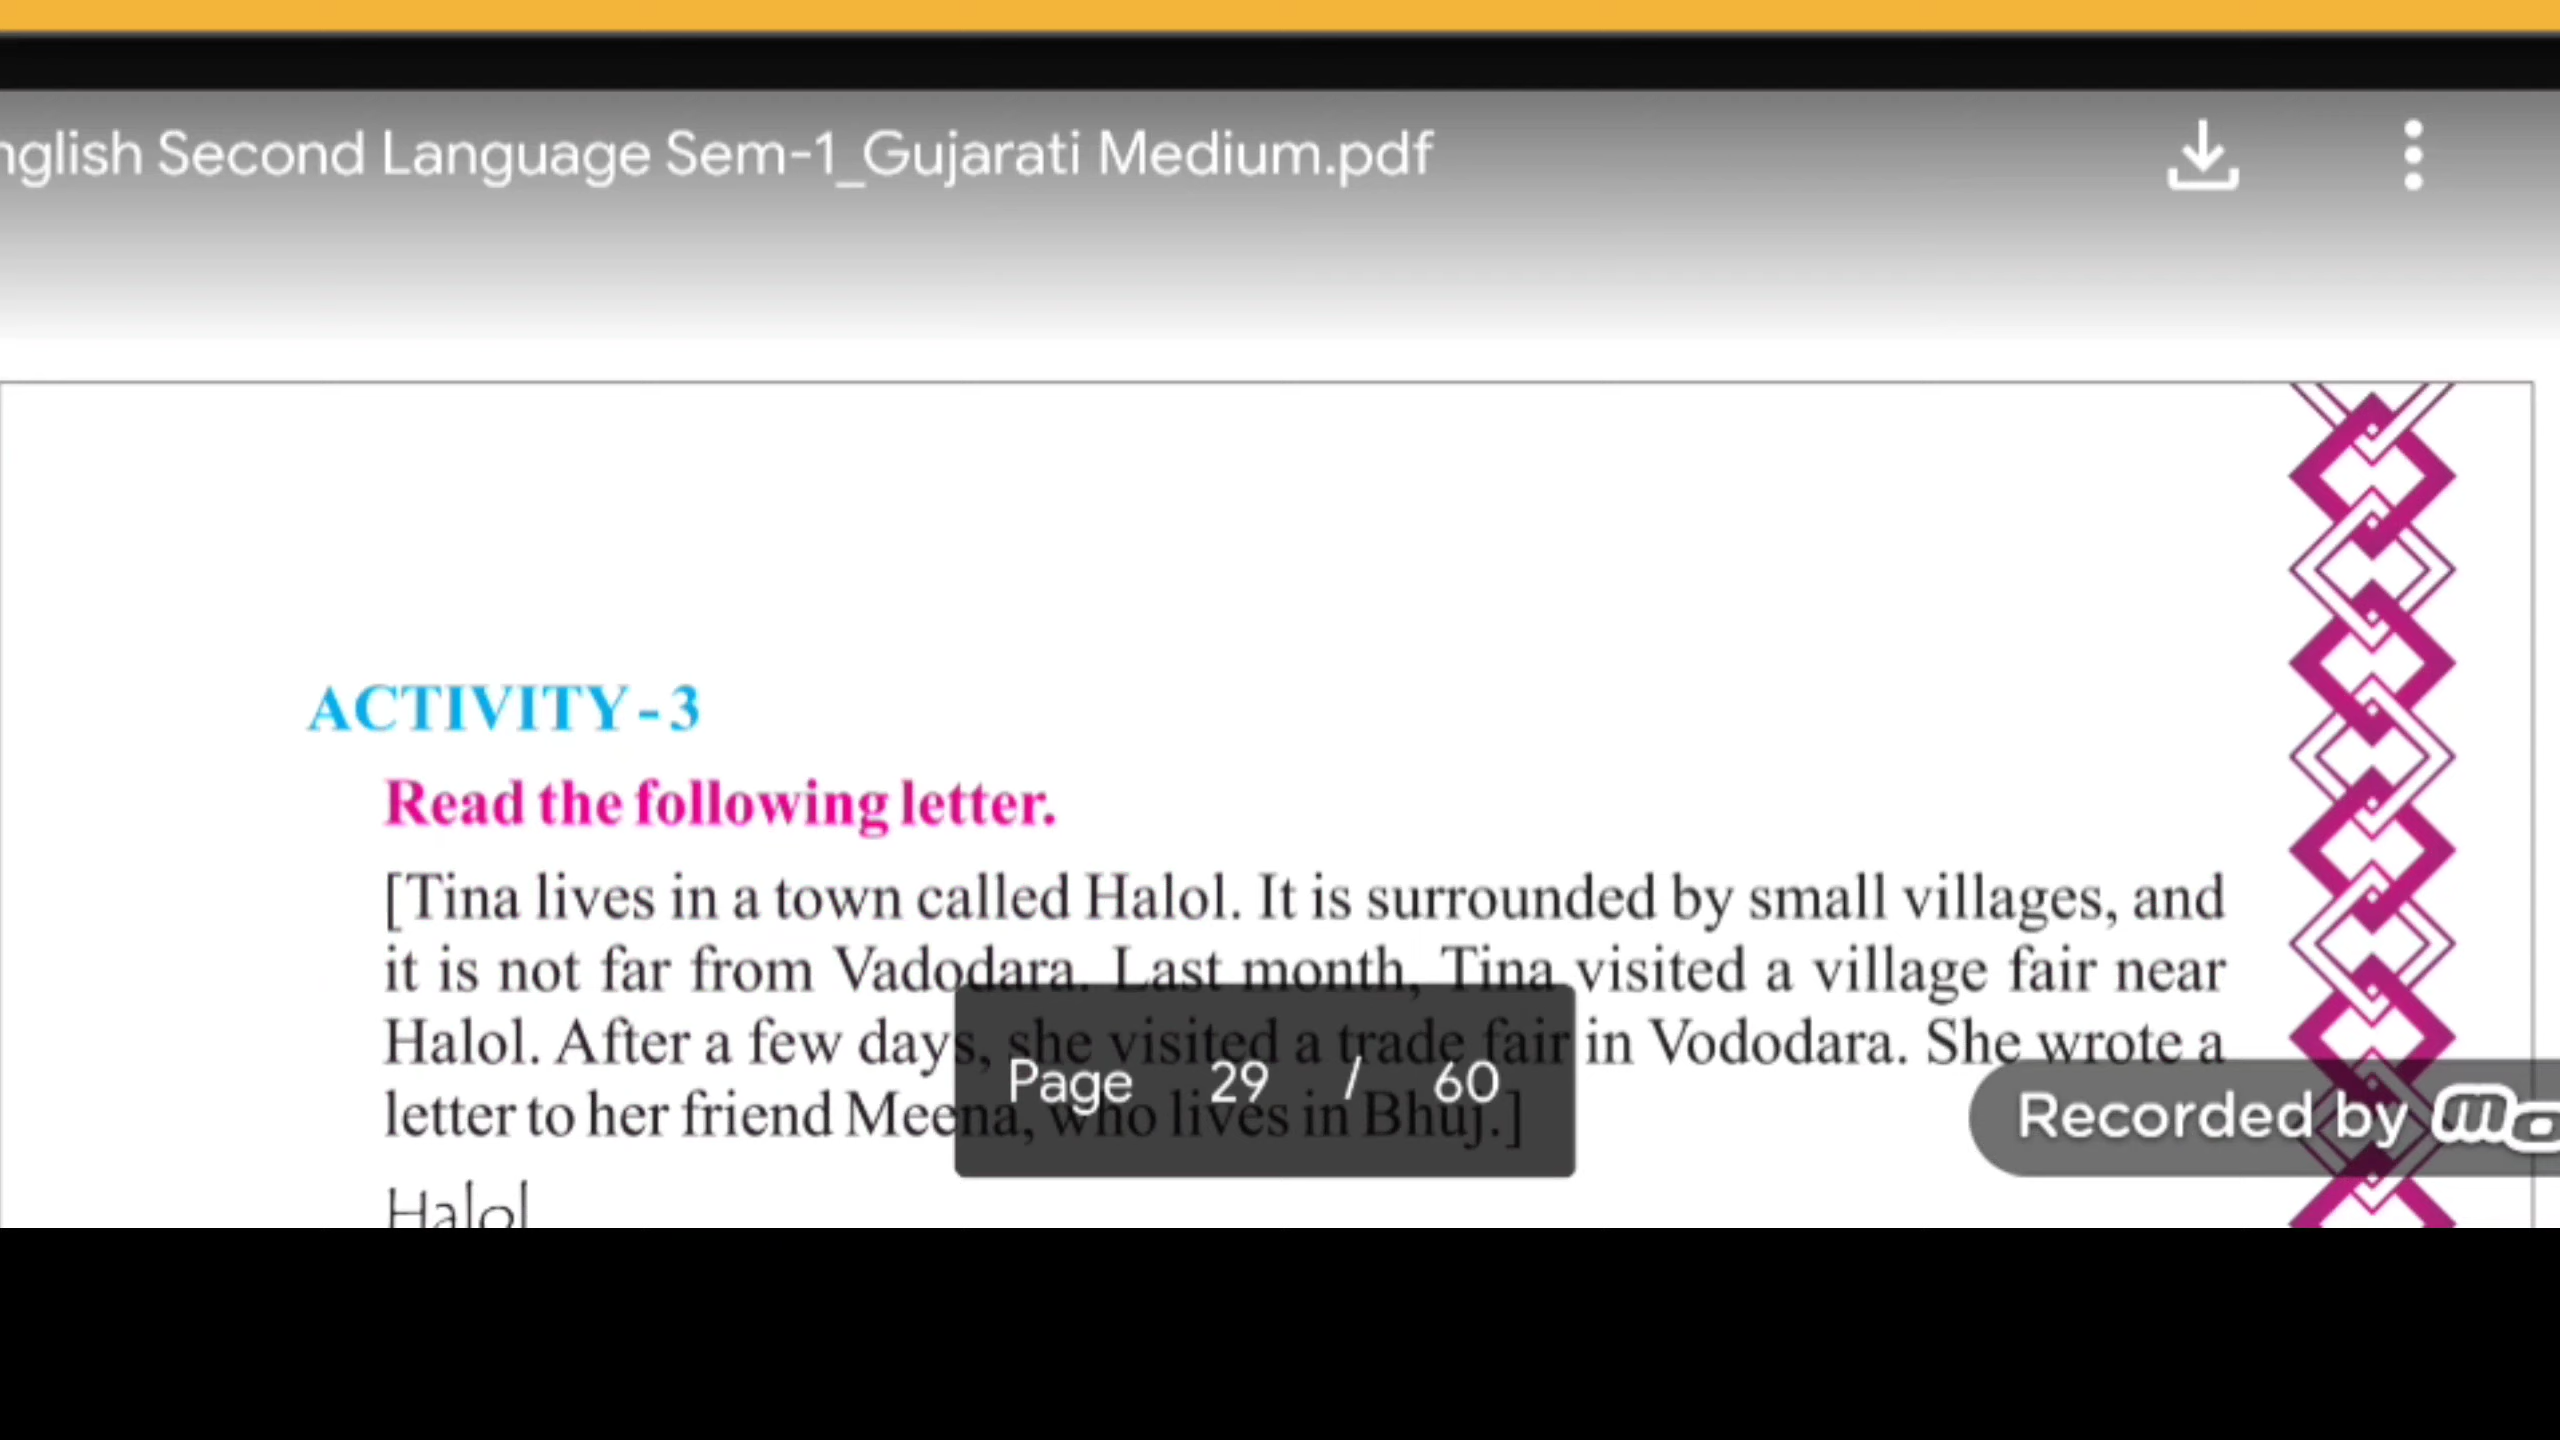 nglish Second Language Sem-1_Gujarati Medium.pdf
ACTIVITY - 3
Read the following letter.
[Tina lives in a town called Halol. It is surrounded by small villages, and
it is not far from Vadodara. Last month, Tina visited a village fair near
Halol. After a few days, she visited a trade fair in Vododara. She wrote a
letter to her friend Meena, who lives in Bhuj.]
Page 29 / 60
Recorded by
Halol